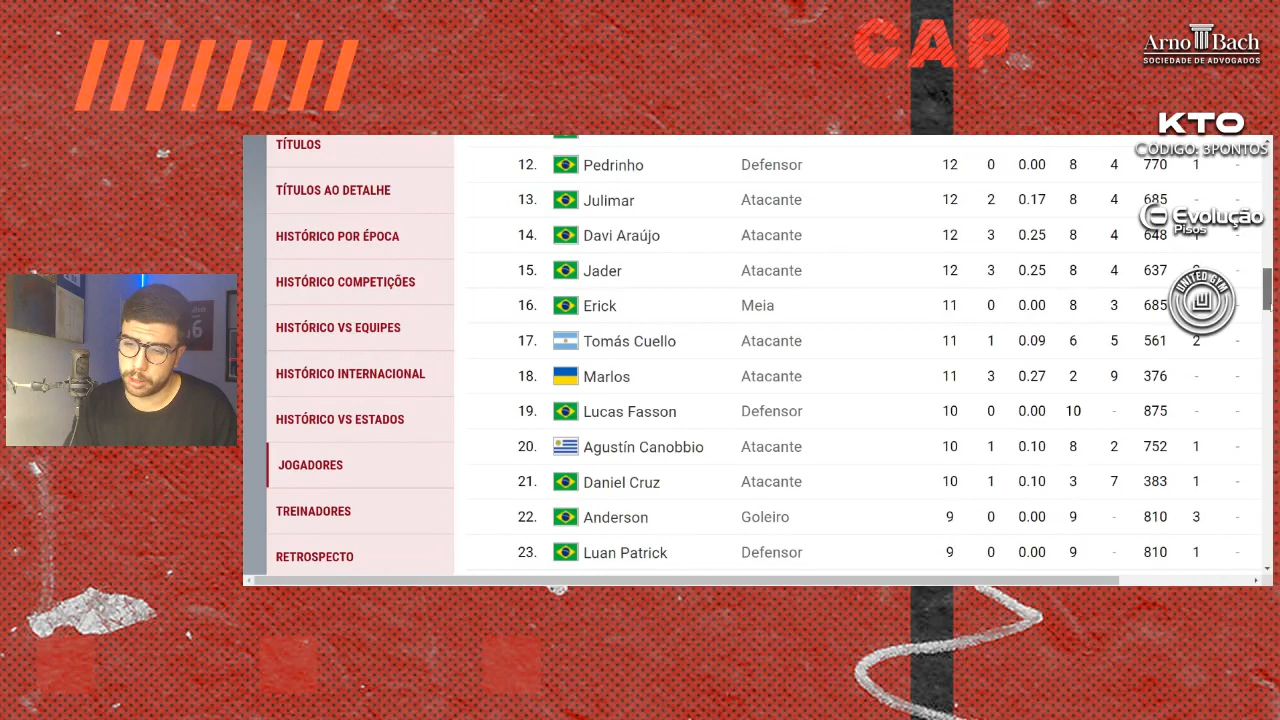 CAP
Arno Bach
SOCIEDADE DE ADVOGADOS
KTO
CÓDIGO: 3PONTOS
Evolução
Pisos
UNITED GYM
TÍTULOS
TÍTULOS AO DETALHE
HISTÓRICO POR ÉPOCA
HISTÓRICO COMPETIÇÕES
HISTÓRICO VS EQUIPES
HISTÓRICO INTERNACIONAL
HISTÓRICO VS ESTADOS
JOGADORES
TREINADORES
RETROSPECTO
12. Pedrinho Defensor 12 0 0.00 8 4 770 1 -
13. Julimar Atacante 12 2 0.17 8 4 685
14. Davi Araújo Atacante 12 3 0.25 8 4 648 1 -
15. Jader Atacante 12 3 0.25 8 4 637
16. Erick Meia 11 0 0.00 8 3 685
17. Tomás Cuello Atacante 11 1 0.09 6 5 561 2 -
18. Marlos Atacante 11 3 0.27 2 9 376 - -
19. Lucas Fasson Defensor 10 0 0.00 10 - 875 - -
20. Agustín Canobbio Atacante 10 1 0.10 8 2 752 1 -
21. Daniel Cruz Atacante 10 1 0.10 3 7 383 1 -
22. Anderson Goleiro 9 0 0.00 9 - 810 3 -
23. Luan Patrick Defensor 9 0 0.00 9 - 810 1 -